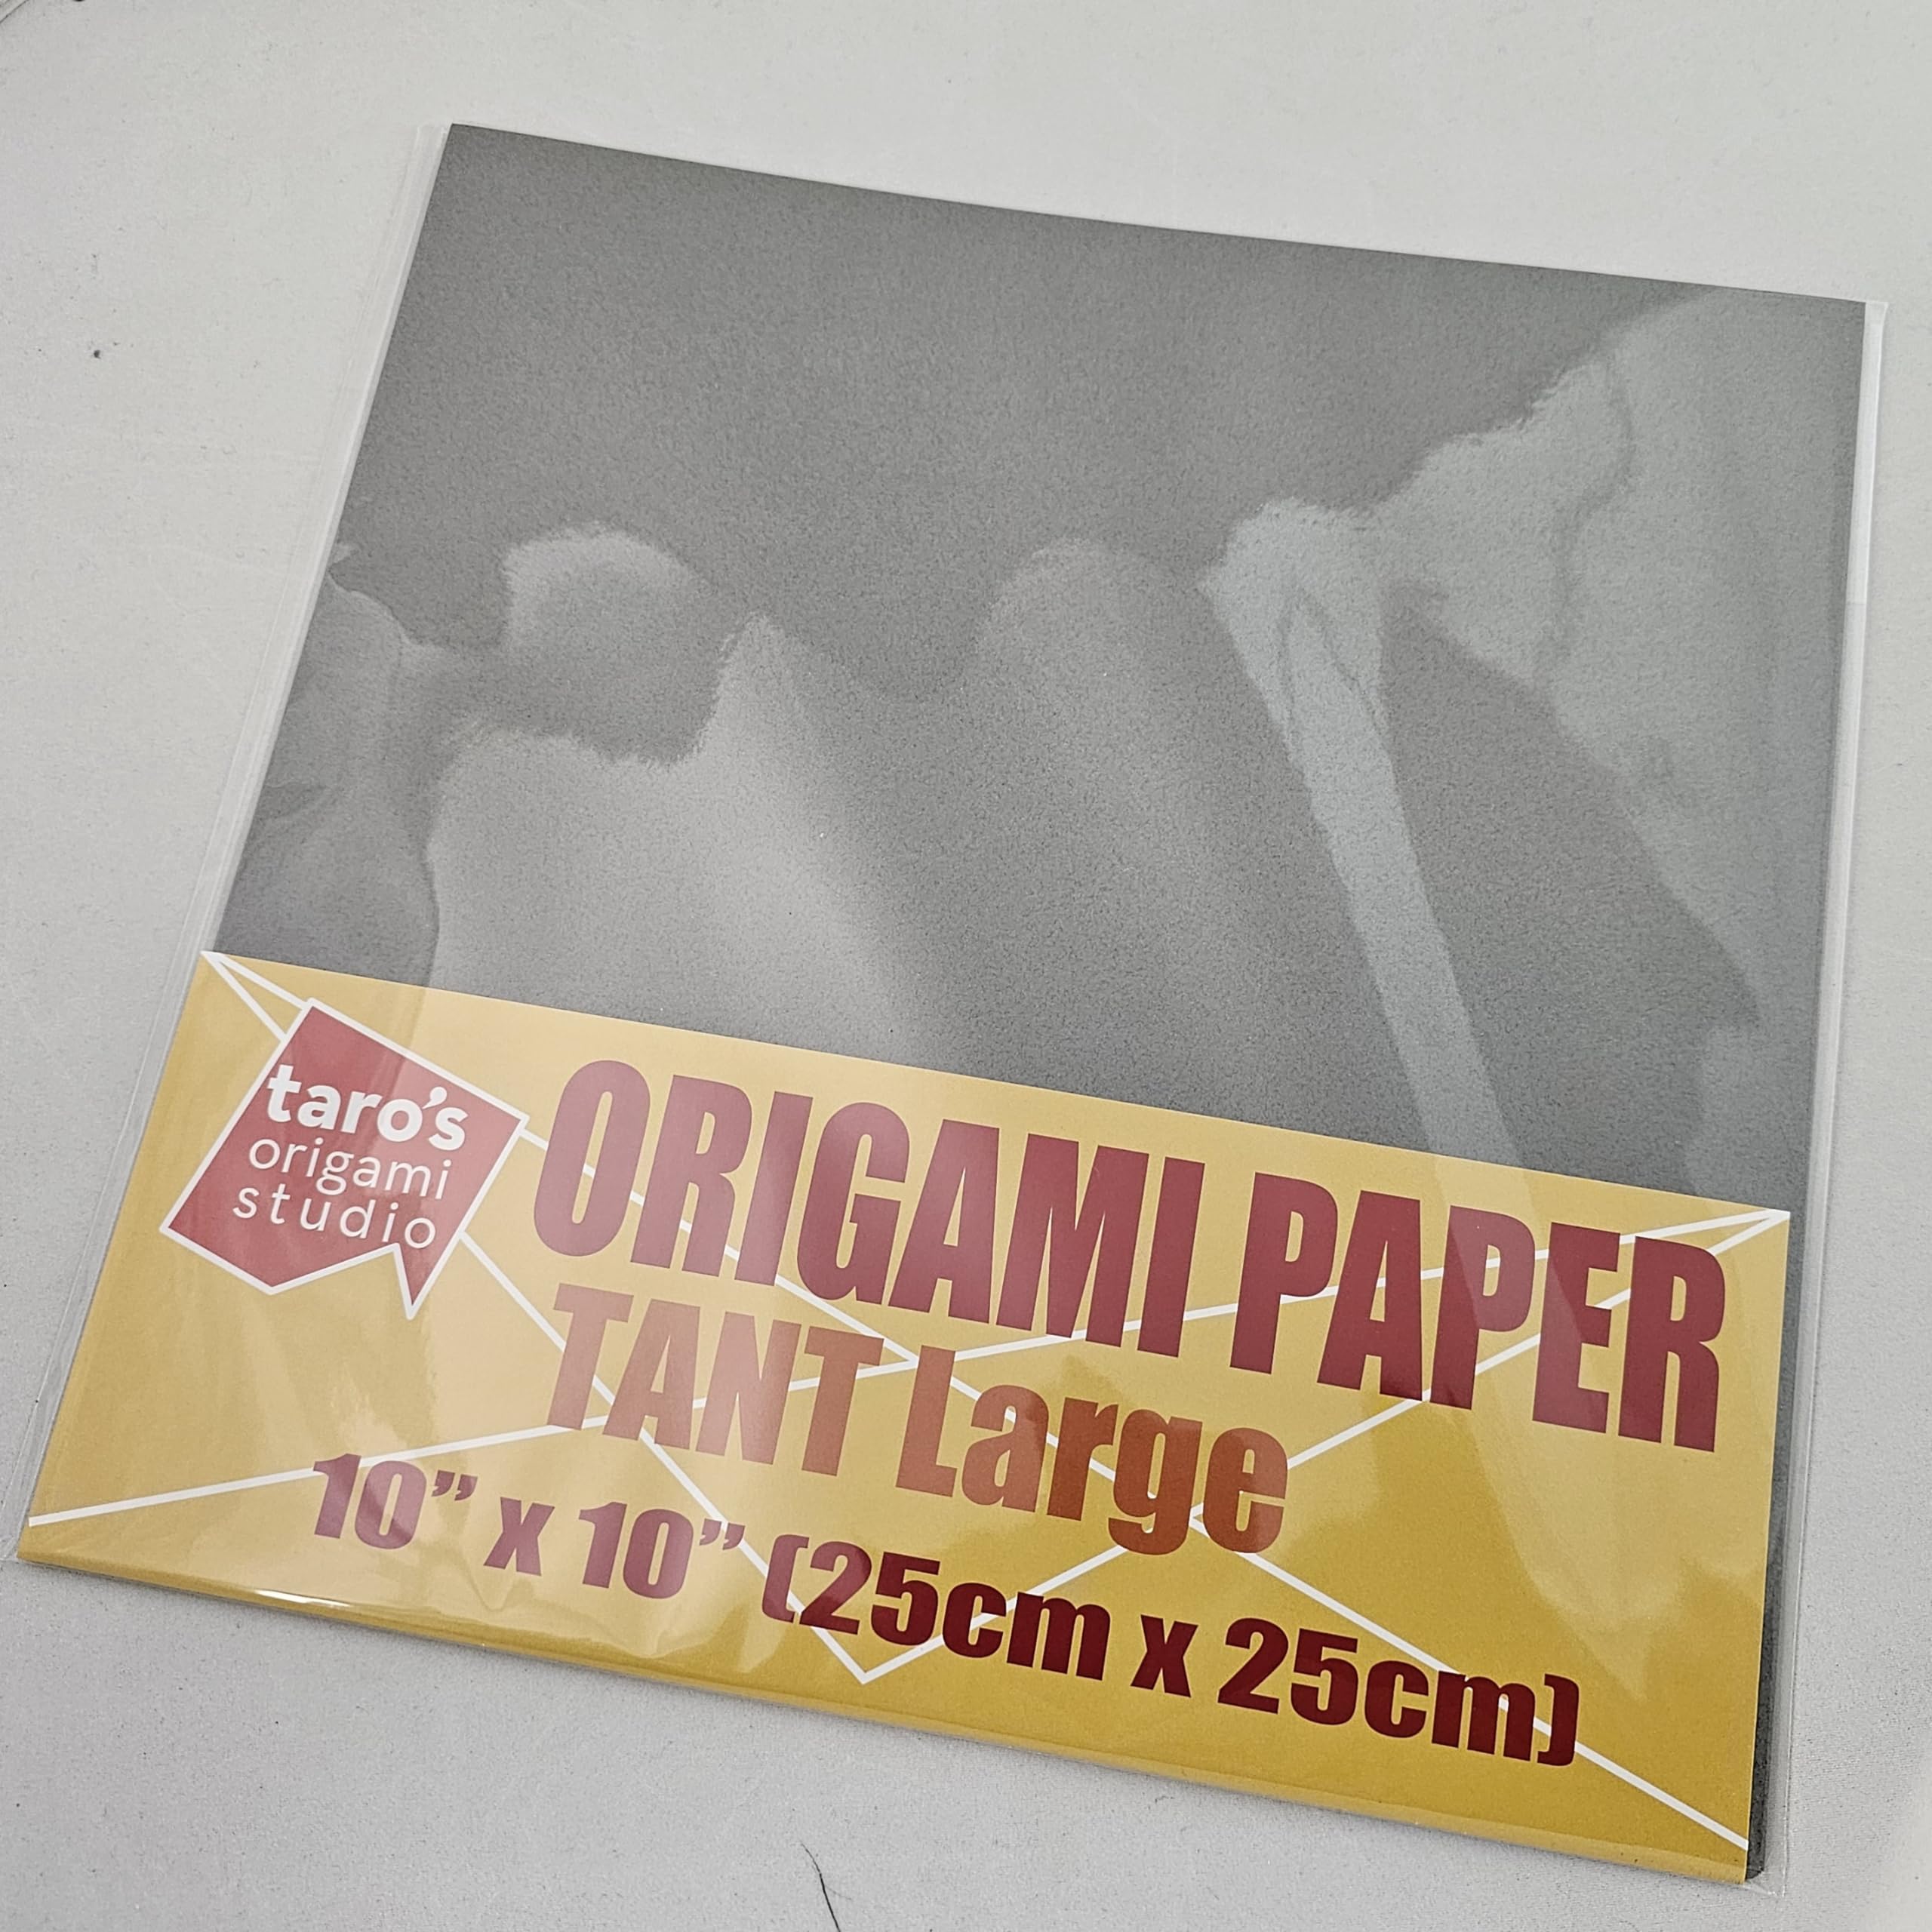 taro's
origami
studio
ORIGAMI PAPER
TANT Large
10” x 10” (25cm x 25cm)